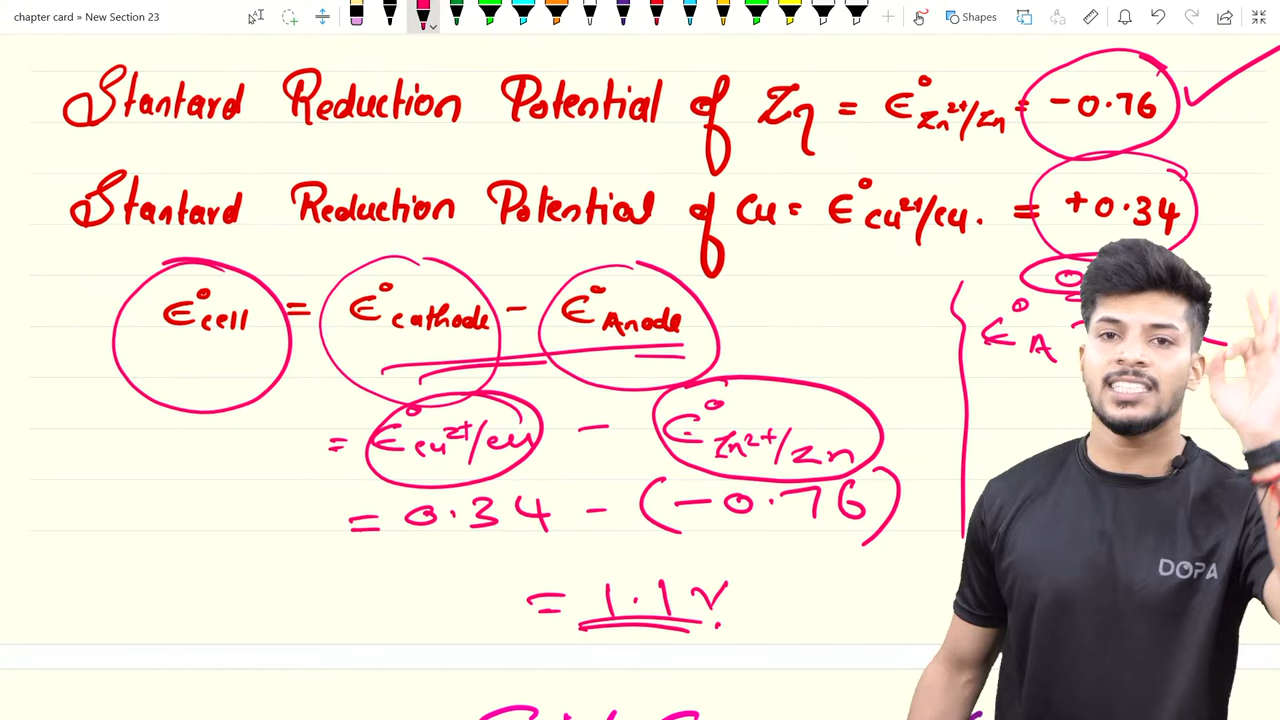 chapter card » New Section 23
Shapes
Stantard Reduction Potential of Zn = E° Zn²⁺/Zn = -0.76
Stantard Reduction Potential of Cu = E° Cu²⁺/Cu. = +0.34
E°cell = E°Cathode - E°Anode
E°A
= E°Cu²⁺/Cu - E°Zn²⁺/Zn
= 0.34 - (-0.76)
= 1.1 V.
DOPA